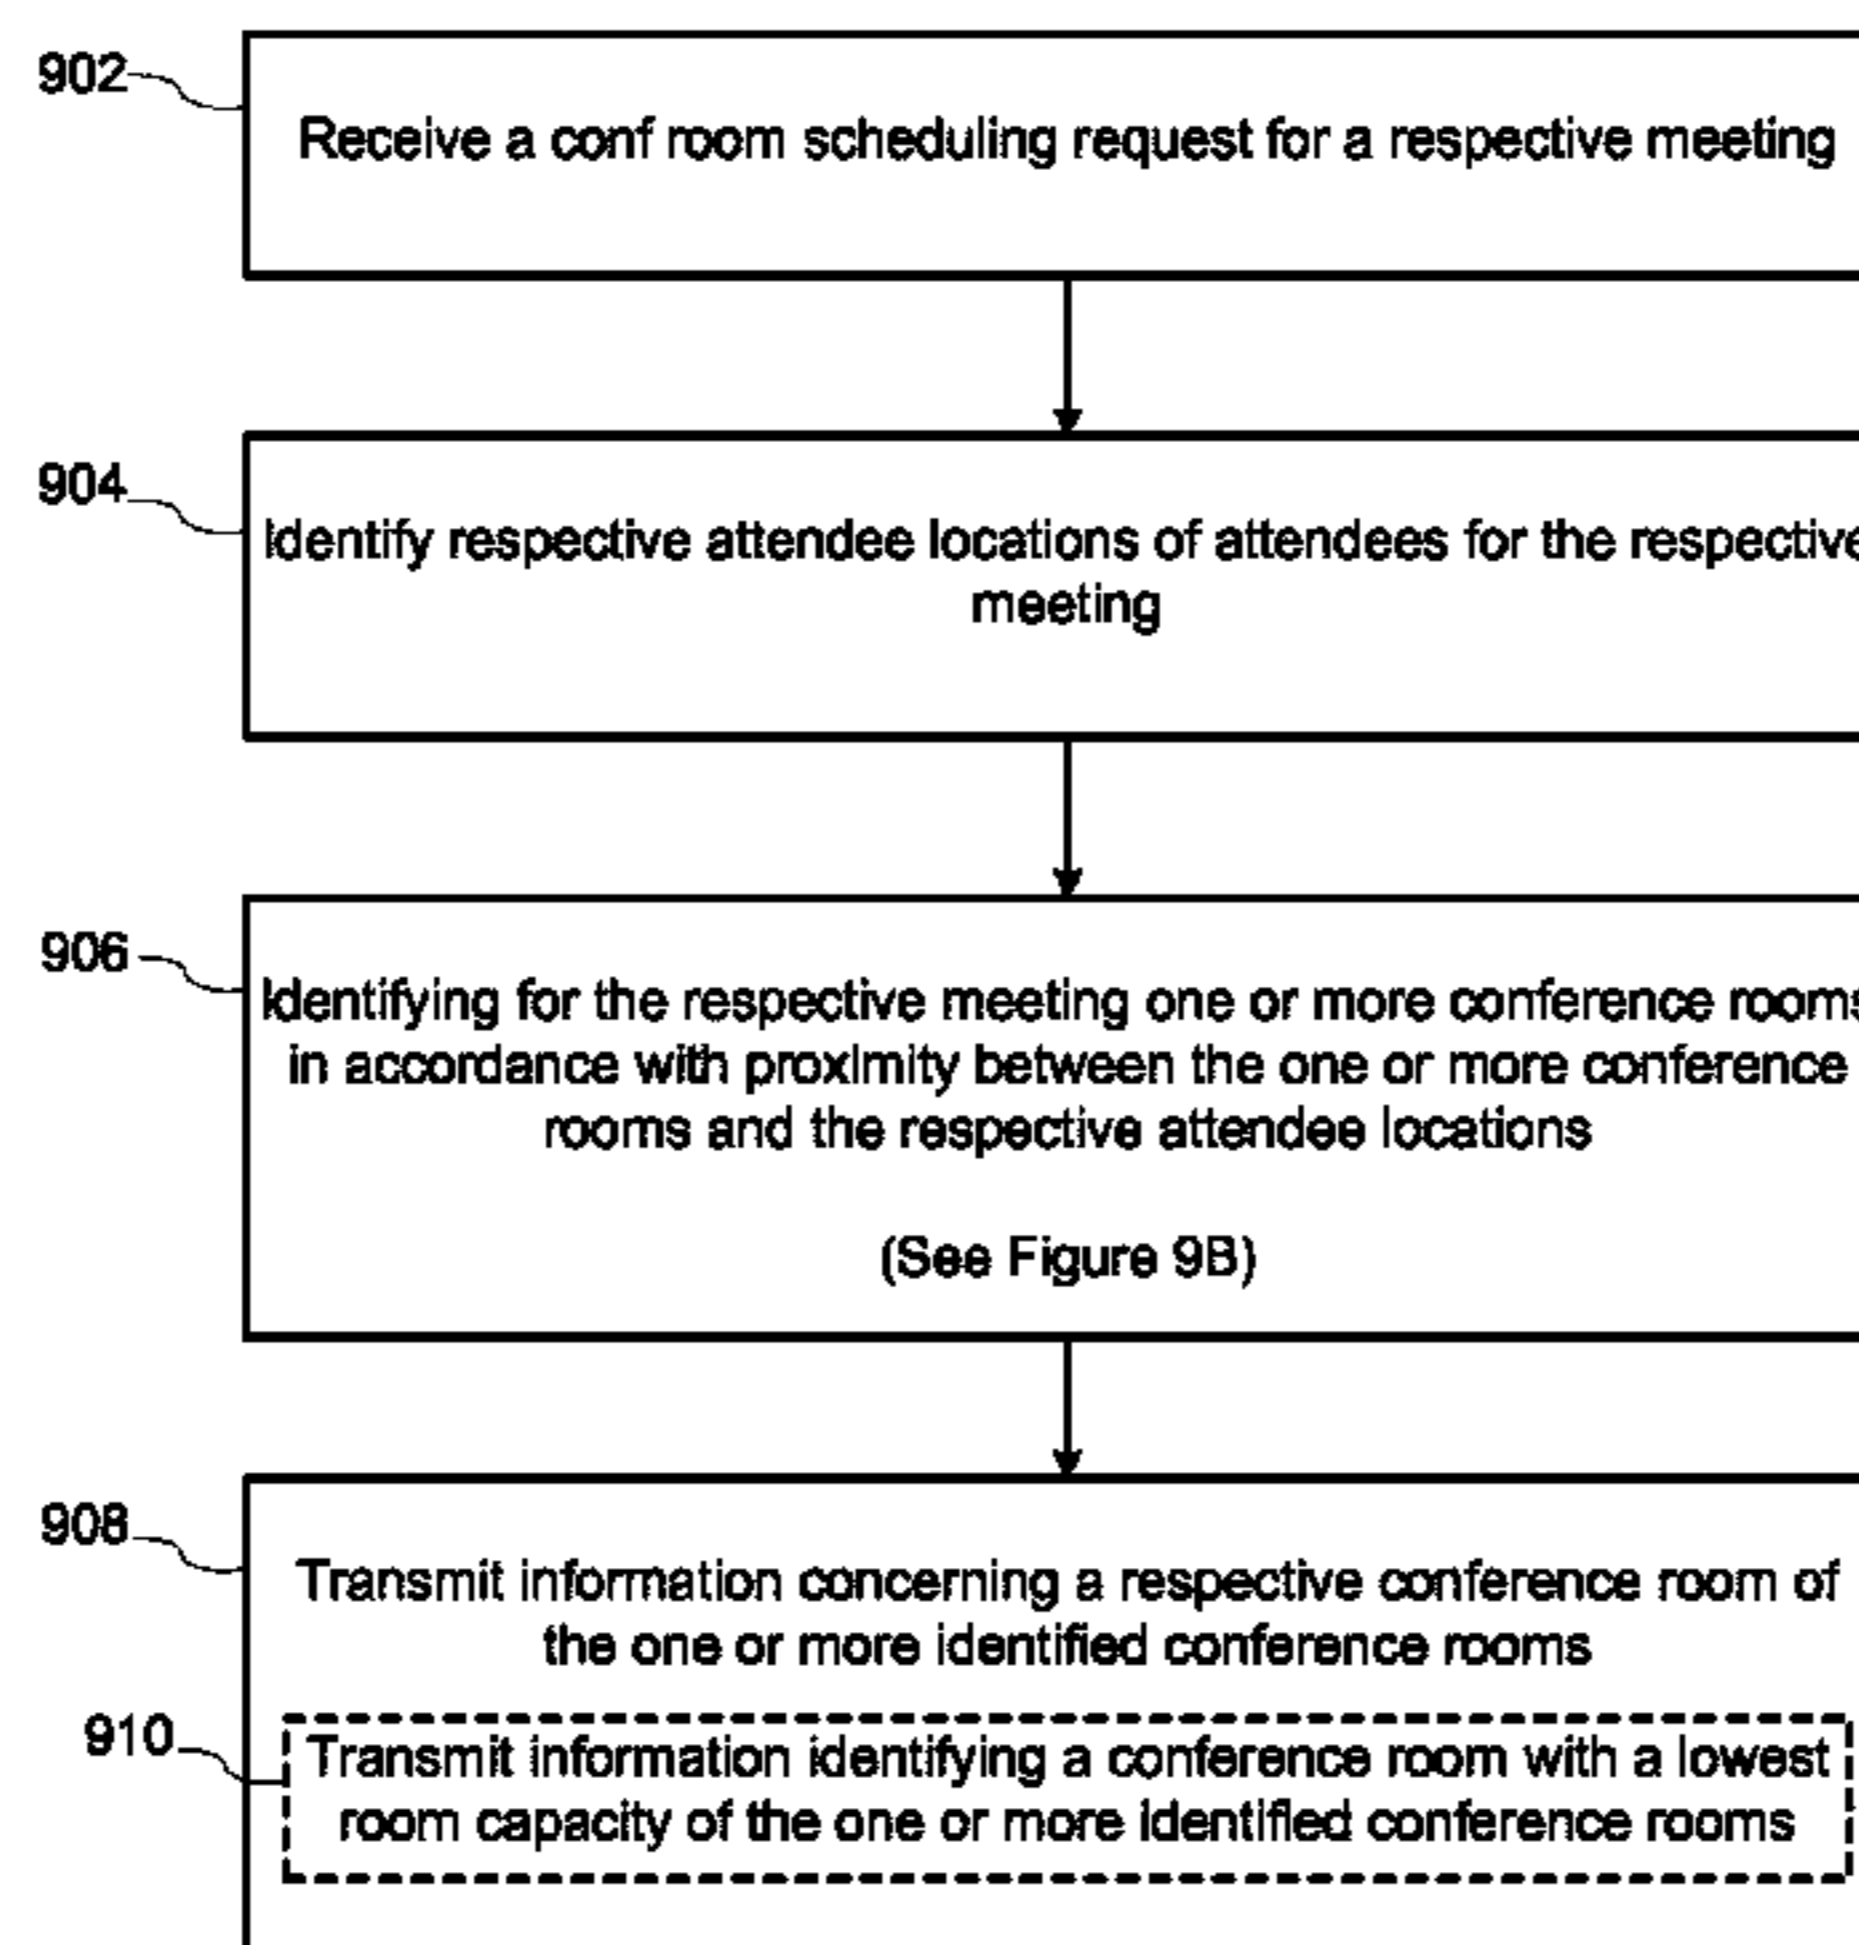 902
Receive a conf room scheduling request for a respective meeting
904
Identify respective attendee locations of attendees for the respective
meeting
906
Identifying for the respective meeting one or more conference rooms
in accordance with proximity between the one or more conference
rooms and the respective attendee locations
(See Figure 9B)
908
Transmit information concerning a respective conference room of
the one or more identified conference rooms
910
Transmit information identifying a conference room with a lowest
room capacity of the one or more identified conference rooms